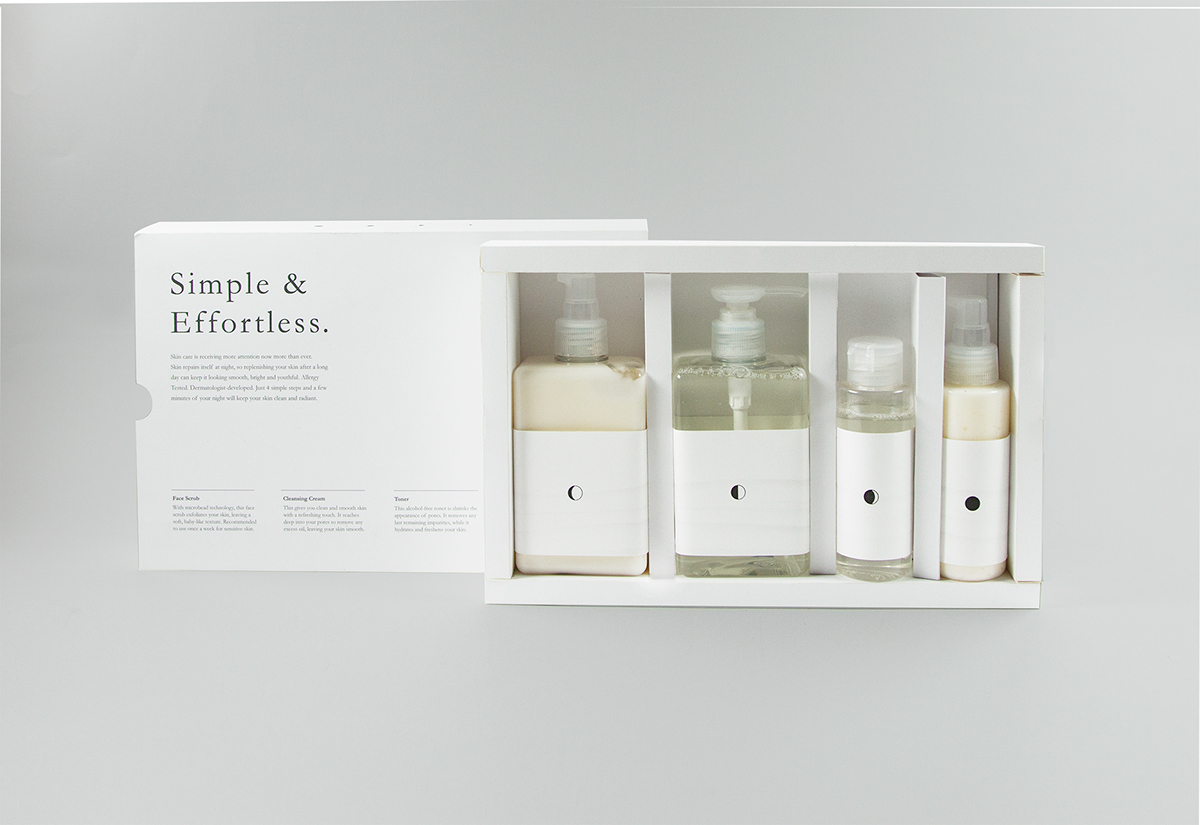 Simple &
Effortless.
Skin care is receiving more attention now more than ever.
Skin repairs itself at night, so replenishing your skin after a long
day can keep it looking smooth, bright and youthful. Allergy
Tested. Dermatologist-developed. Just 4 simple steps and a few
minutes of your night will keep your skin clean and radiant.
Face Scrub
With microbead technology, this face
scrub exfoliates your skin, leaving a
soft, baby-like texture. Recommended
to use once a week for sensitive skin.
Cleansing Cream
This gives you clean and smooth skin
with a refreshing touch. It reaches
deep into your pores to remove any
excess oil, leaving your skin smooth.
Toner
This alcohol-free toner is shrinks the
appearance of pores. It removes any
last remaining impurities, while it
hydrates and freshens your skin.